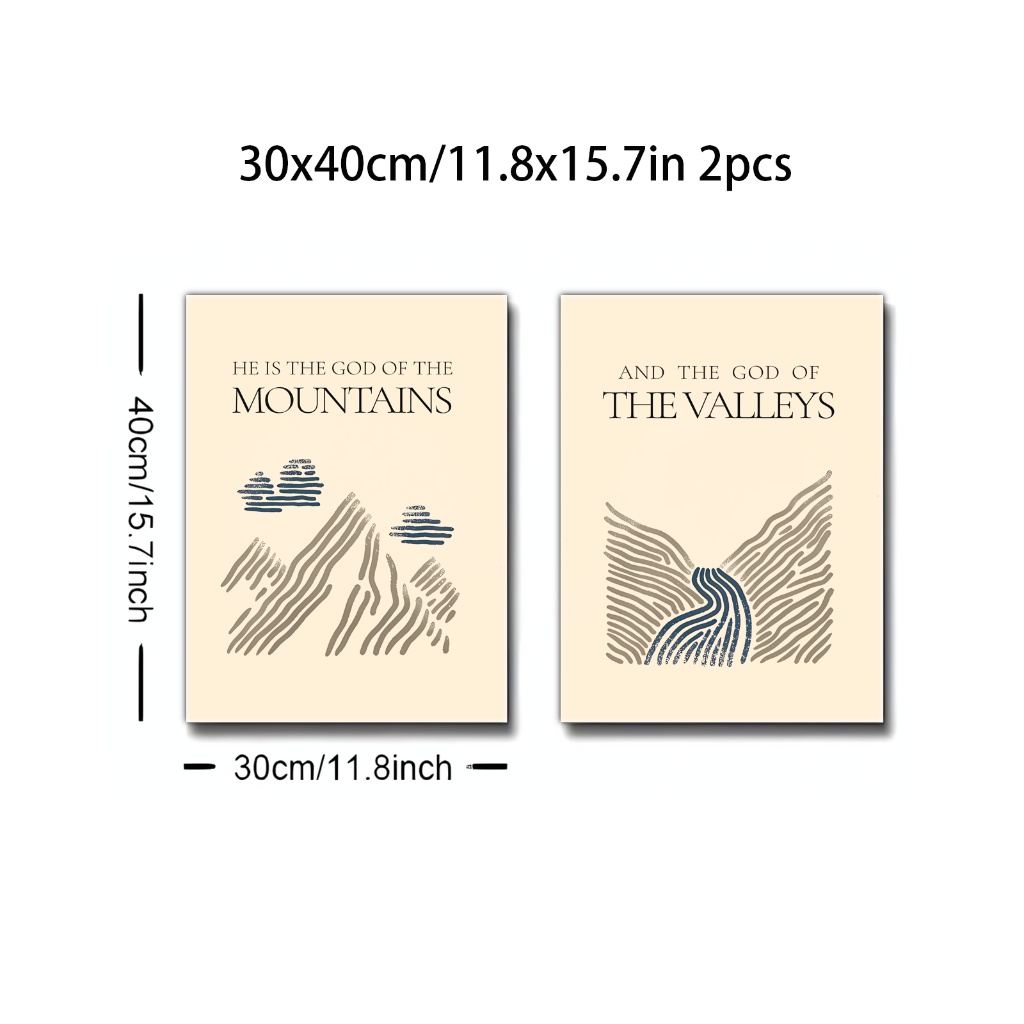 30x40cm/11.8x15.7in 2pcs
HE IS THE GOD OF THE
MOUNTAINS
AND THE GOD OF
THE VALLEYS
40cm/15.7inch
30cm/11.8inch